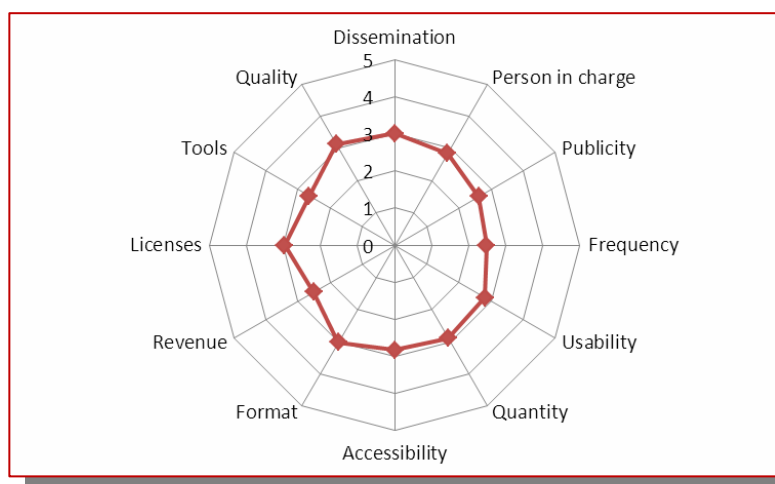 Dissemination
5
Quality
Person in charge
4
Tools
3
Publicity
2
1
Licenses
0
Frequency
Revenue
Usability
Format
Quantity
Accessibility